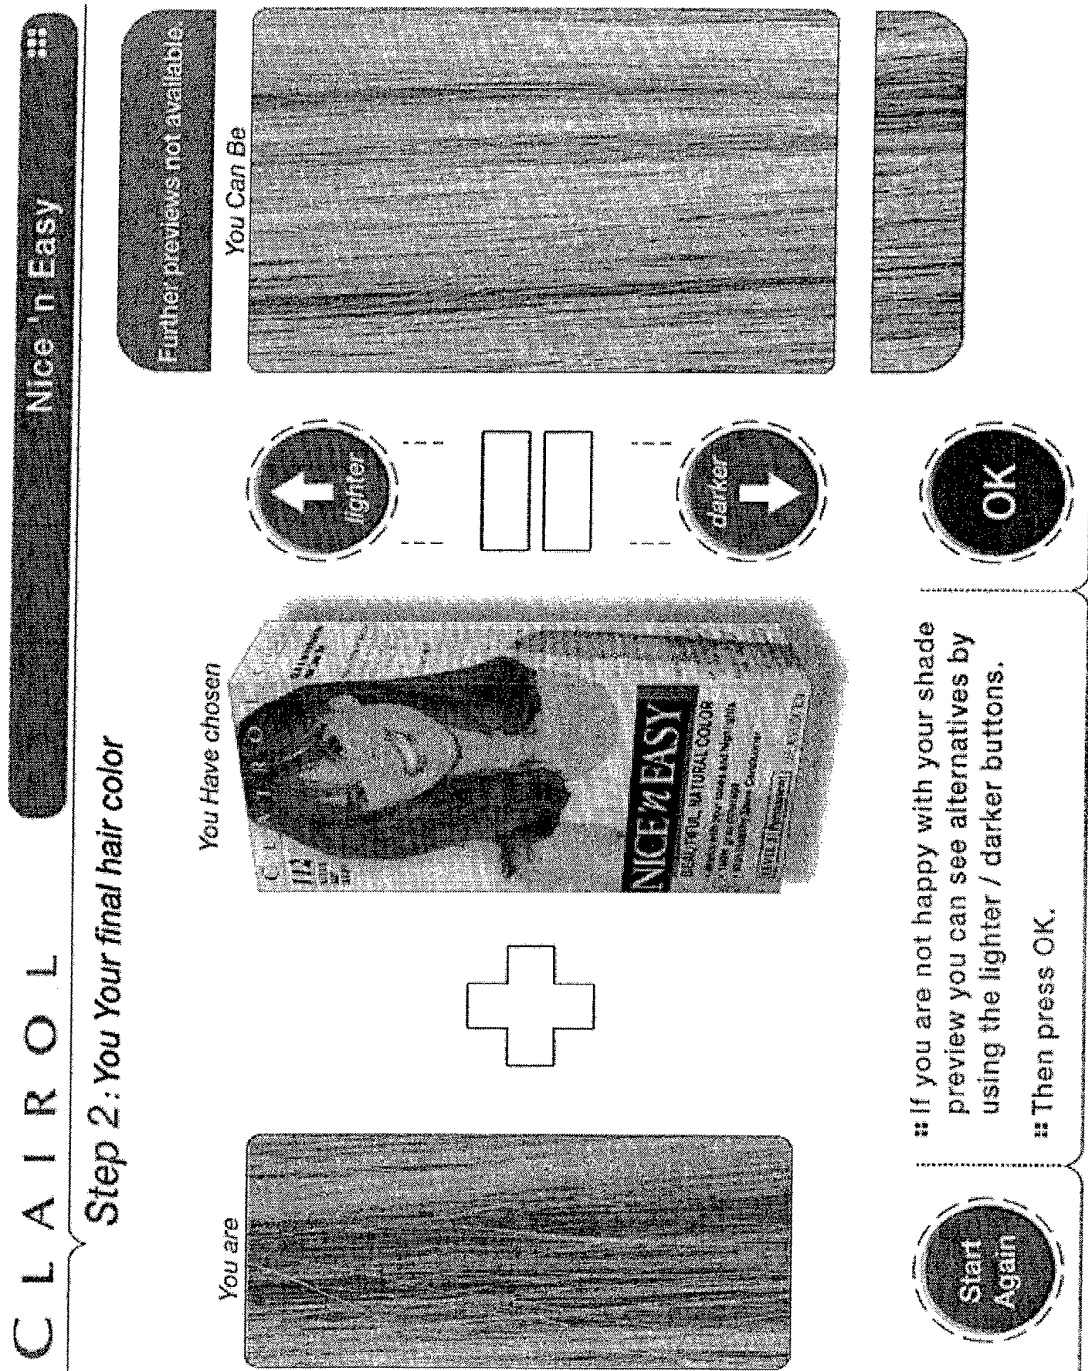 CLAIROL
Nice 'n Easy
Step 2: You Your final hair color
You are
You Have chosen
You Can Be
Further previews not available.
CLAIROL
112
NICE'N EASY
BEAUTIFUL, NATURAL COLOR
lighter
darker
Start
Again
If you are not happy with your shade
preview you can see alternatives by
using the lighter / darker buttons.
Then press OK.
OK